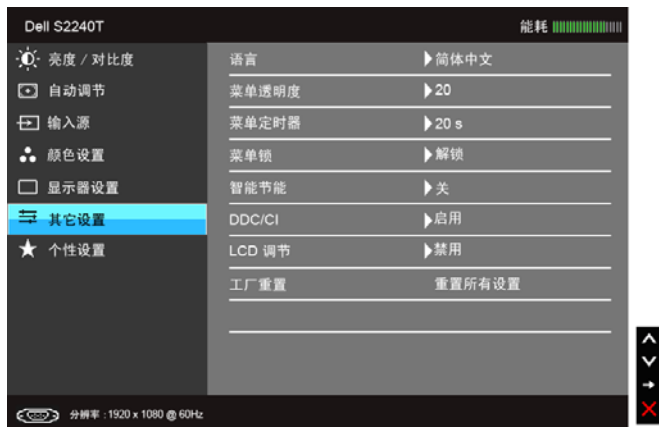 Dell S2240T 能耗
亮度 / 对比度
自动调节
输入源
颜色设置
显示器设置
其它设置
个性设置
语言 简体中文
菜单透明度 20
菜单定时器 20 s
菜单锁 解锁
智能节能 关
DDC/CI 启用
LCD 调节 禁用
工厂重置 重置所有设置
分辨率 : 1920 x 1080 @ 60Hz